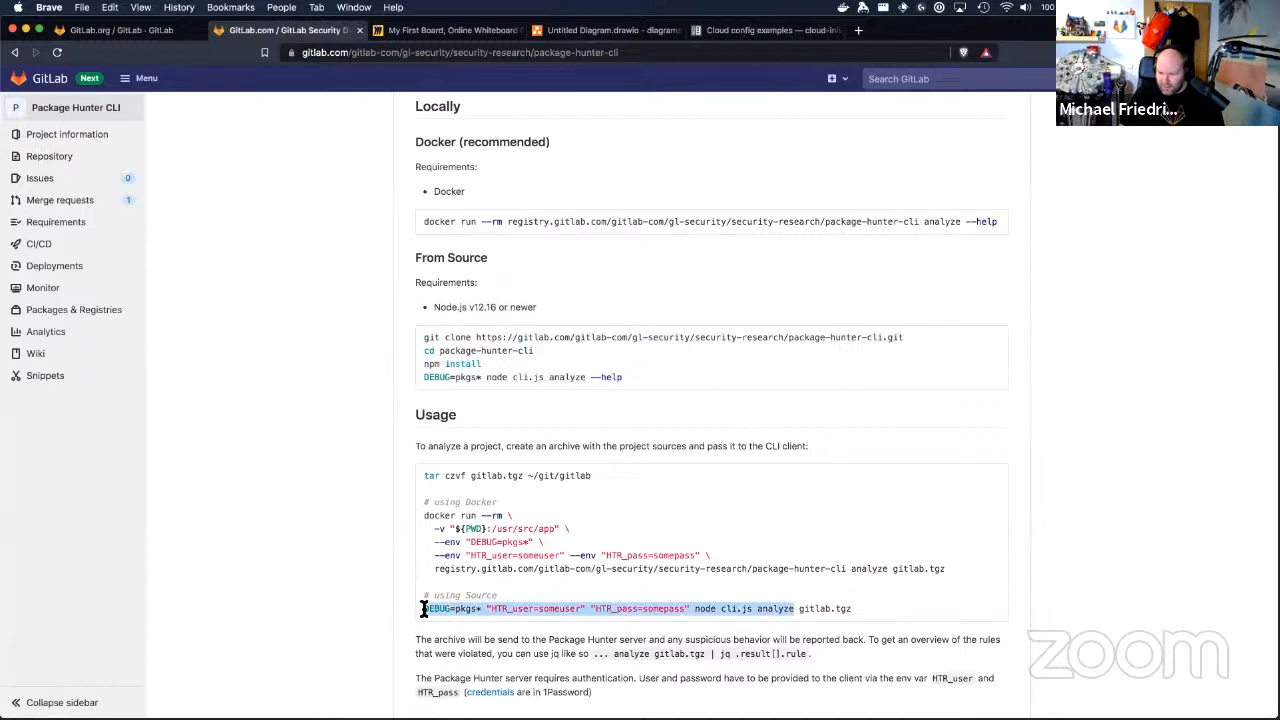 Brave File Edit View History Bookmarks People Tab Window Help
GitLab.org / GitLab · GitLab
GitLab.com / GitLab Security D
My First Board, Online Whiteboard
Untitled Diagram.drawio - diagrams
Cloud config examples — cloud-init
gitlab.com/gitlab-com/gl-security/security-research/package-hunter-cli
GitLab Next Menu Search GitLab
Michael Friedri...
P Package Hunter CLI
Project information
Repository
Issues 0
Merge requests 1
Requirements
CI/CD
Deployments
Monitor
Packages & Registries
Analytics
Wiki
Snippets
Collapse sidebar
Locally
Docker (recommended)
Requirements:
• Docker
docker run --rm registry.gitlab.com/gitlab-com/gl-security/security-research/package-hunter-cli analyze --help
From Source
Requirements:
• Node.js v12.16 or newer
git clone https://gitlab.com/gitlab-com/gl-security/security-research/package-hunter-cli.git
cd package-hunter-cli
npm install
DEBUG=pkgs* node cli.js analyze --help
Usage
To analyze a project, create an archive with the project sources and pass it to the CLI client:
tar czvf gitlab.tgz ~/git/gitlab
# using Docker
docker run --rm \
-v "${PWD}:/usr/src/app" \
--env "DEBUG=pkgs*" \
--env "HTR_user=someuser" --env "HTR_pass=somepass" \
registry.gitlab.com/gitlab-com/gl-security/security-research/package-hunter-cli analyze gitlab.tgz
# using Source
DEBUG=pkgs* "HTR_user=someuser" "HTR_pass=somepass" node cli.js analyze gitlab.tgz
The archive will be send to the Package Hunter server and any suspicious behavior will be reported back. To get an overview of the rules
that were violated, you can use jq like so ... analyze gitlab.tgz | jq .result[].rule.
The Package Hunter server requires authentication. User and password have to be provided to the client via the env var HTR_user and
HTR_pass (credentials are in 1Password)
zoom